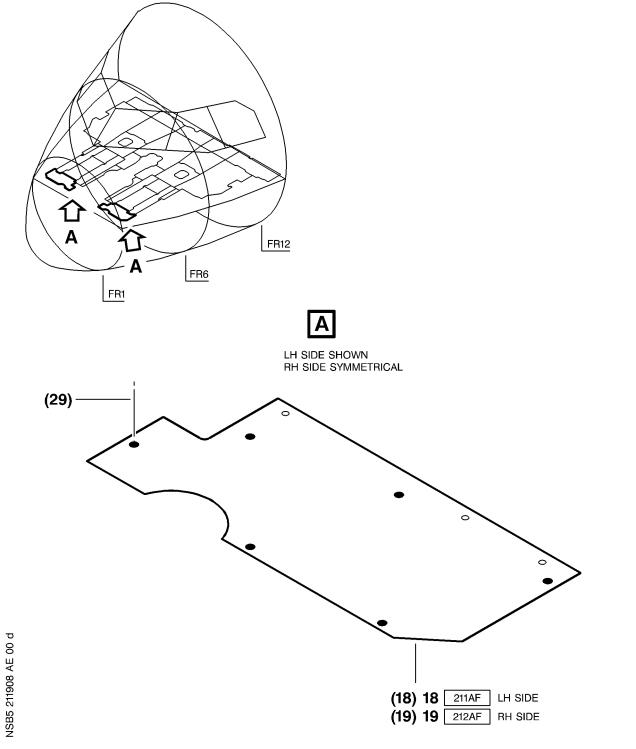 A
A
FR12
FR6
FR1
A
LH SIDE SHOWN
RH SIDE SYMMETRICAL
(29)
(18) 18 211AF LH SIDE
(19) 19 212AF RH SIDE
NSB5 211908 AE 00 d